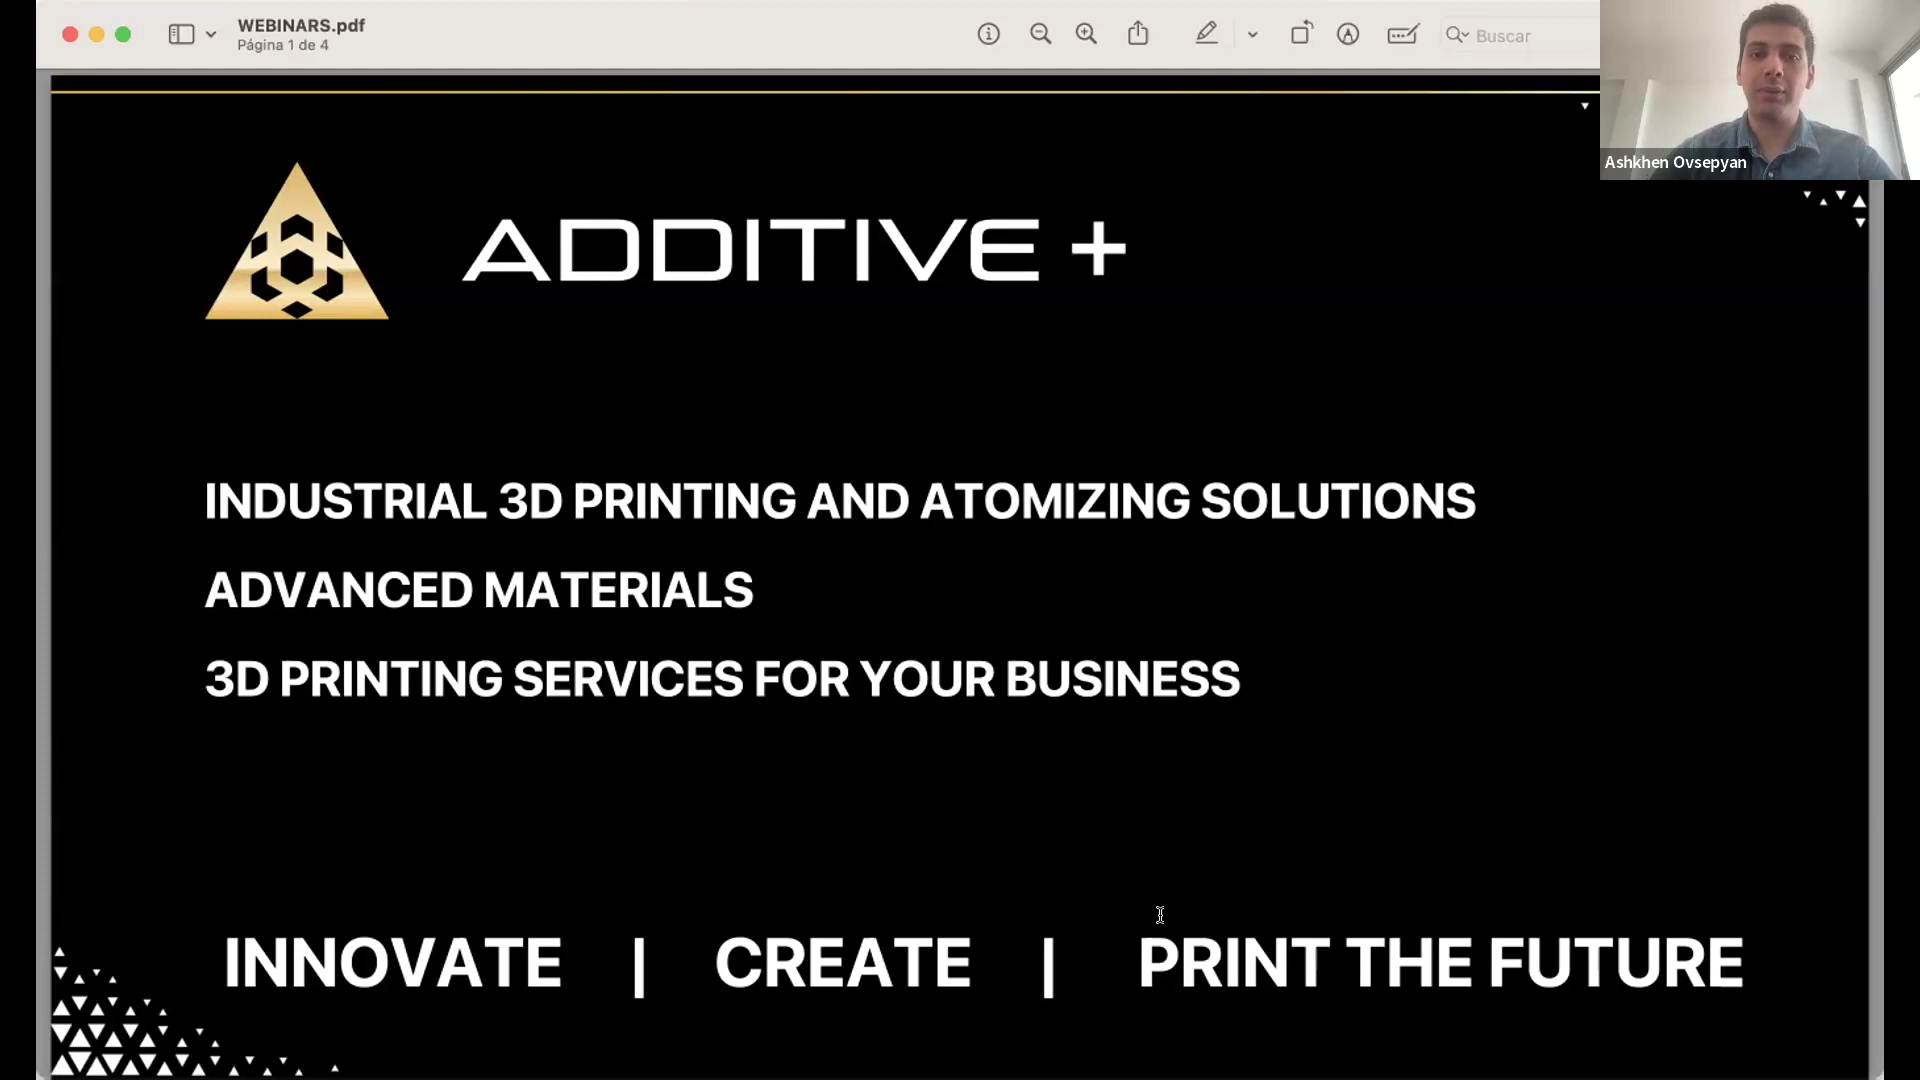 WEBINARS.pdf
Página 1 de 4
Buscar
Ashkhen Ovsepyan
ADDITIVE +
INDUSTRIAL 3D PRINTING AND ATOMIZING SOLUTIONS
ADVANCED MATERIALS
3D PRINTING SERVICES FOR YOUR BUSINESS
INNOVATE | CREATE | PRINT THE FUTURE